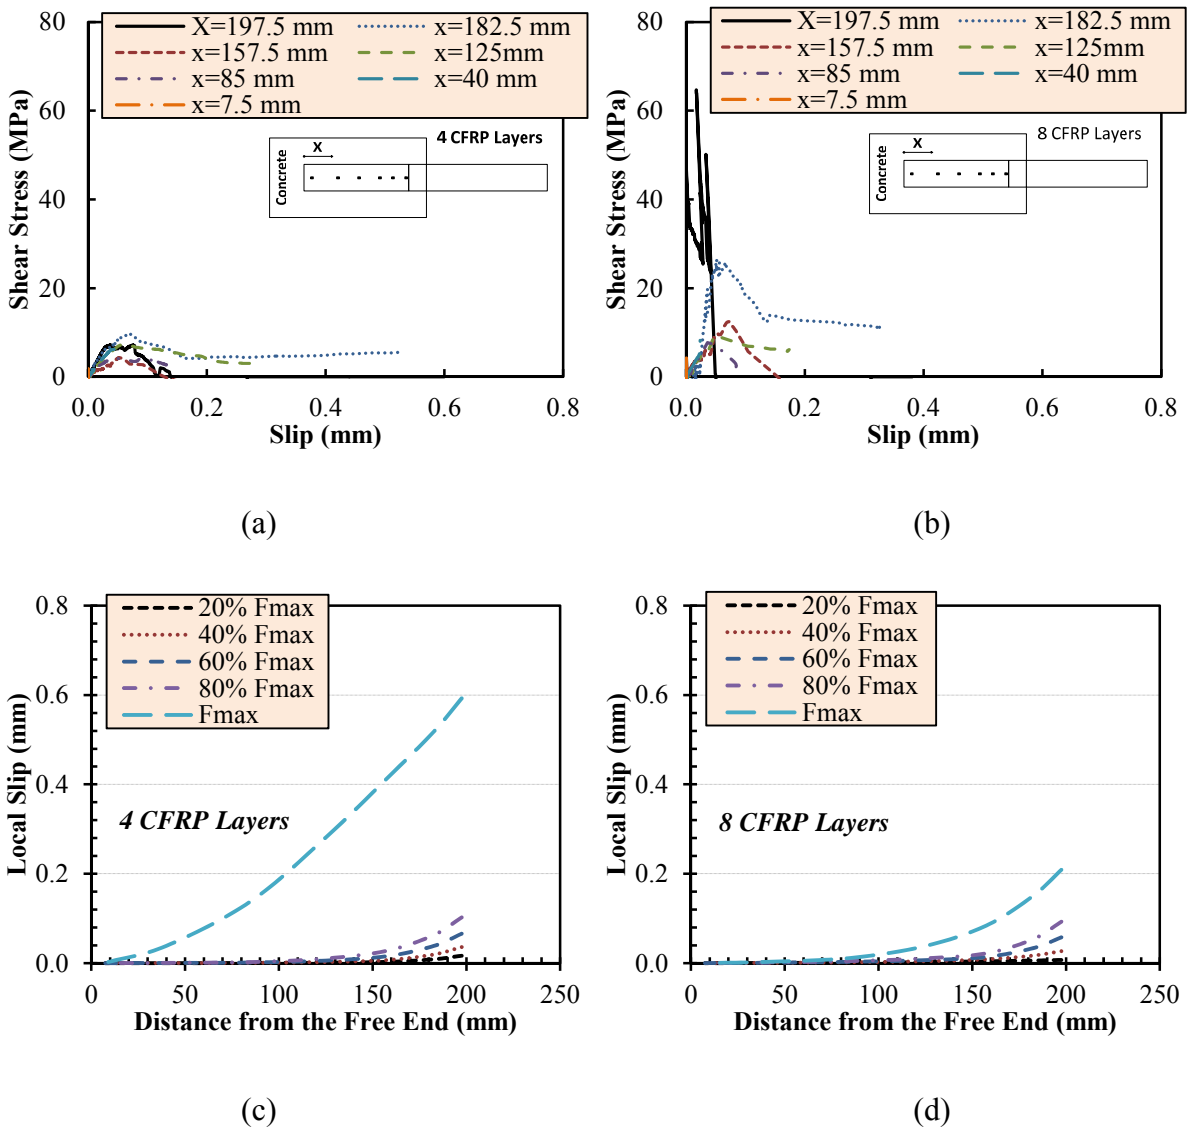 X=197.5 mm
x=182.5 mm
x=157.5 mm
x=125mm
x=85 mm
x=40 mm
x=7.5 mm
4 CFRP Layers
X
Concrete
Shear Stress (MPa)
80
60
40
20
0
0.0 0.2 0.4 0.6 0.8
Slip (mm)
(a)
X=197.5 mm
x=182.5 mm
x=157.5 mm
x=125mm
x=85 mm
x=40 mm
x=7.5 mm
8 CFRP Layers
X
Concrete
Shear Stress (MPa)
80
60
40
20
0
0.0 0.2 0.4 0.6 0.8
Slip (mm)
(b)
20% Fmax
40% Fmax
60% Fmax
80% Fmax
Fmax
4 CFRP Layers
Local Slip (mm)
0.8
0.6
0.4
0.2
0.0
0 50 100 150 200 250
Distance from the Free End (mm)
(c)
20% Fmax
40% Fmax
60% Fmax
80% Fmax
Fmax
8 CFRP Layers
Local Slip (mm)
0.8
0.6
0.4
0.2
0.0
0 50 100 150 200 250
Distance from the Free End (mm)
(d)